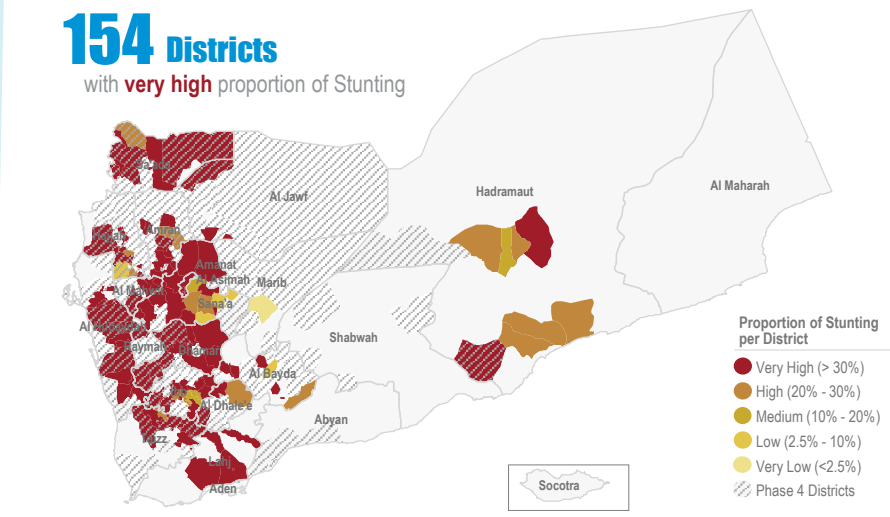 154 Districts
with very high proportion of Stunting
Sa'ada
Al Jawf
Hadramaut
Al Maharah
Hajjah
Amran
Amanat
Al Asimah
Marib
Al Mahwit
Sana'a
Al Hudaydah
Raymah
Dhamar
Shabwah
Al Bayda
Ibb
Al Dhale'e
Abyan
Taizz
Lahj
Aden
Socotra
Proportion of Stunting
per District
Very High (> 30%)
High (20% - 30%)
Medium (10% - 20%)
Low (2.5% - 10%)
Very Low (<2.5%)
Phase 4 Districts